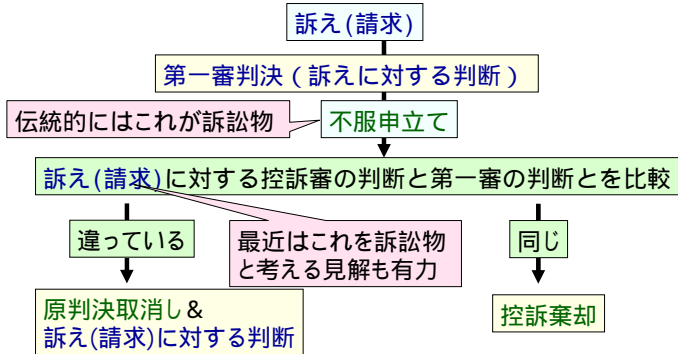 訴え(請求)
第一審判決(訴えに対する判断)
伝統的にはこれが訴訟物
不服申立て
訴え(請求)に対する控訴審の判断と第一審の判断とを比較
違っている
最近はこれを訴訟物
と考える見解も有力
同じ
原判決取消し&
訴え(請求)に対する判断
控訴棄却